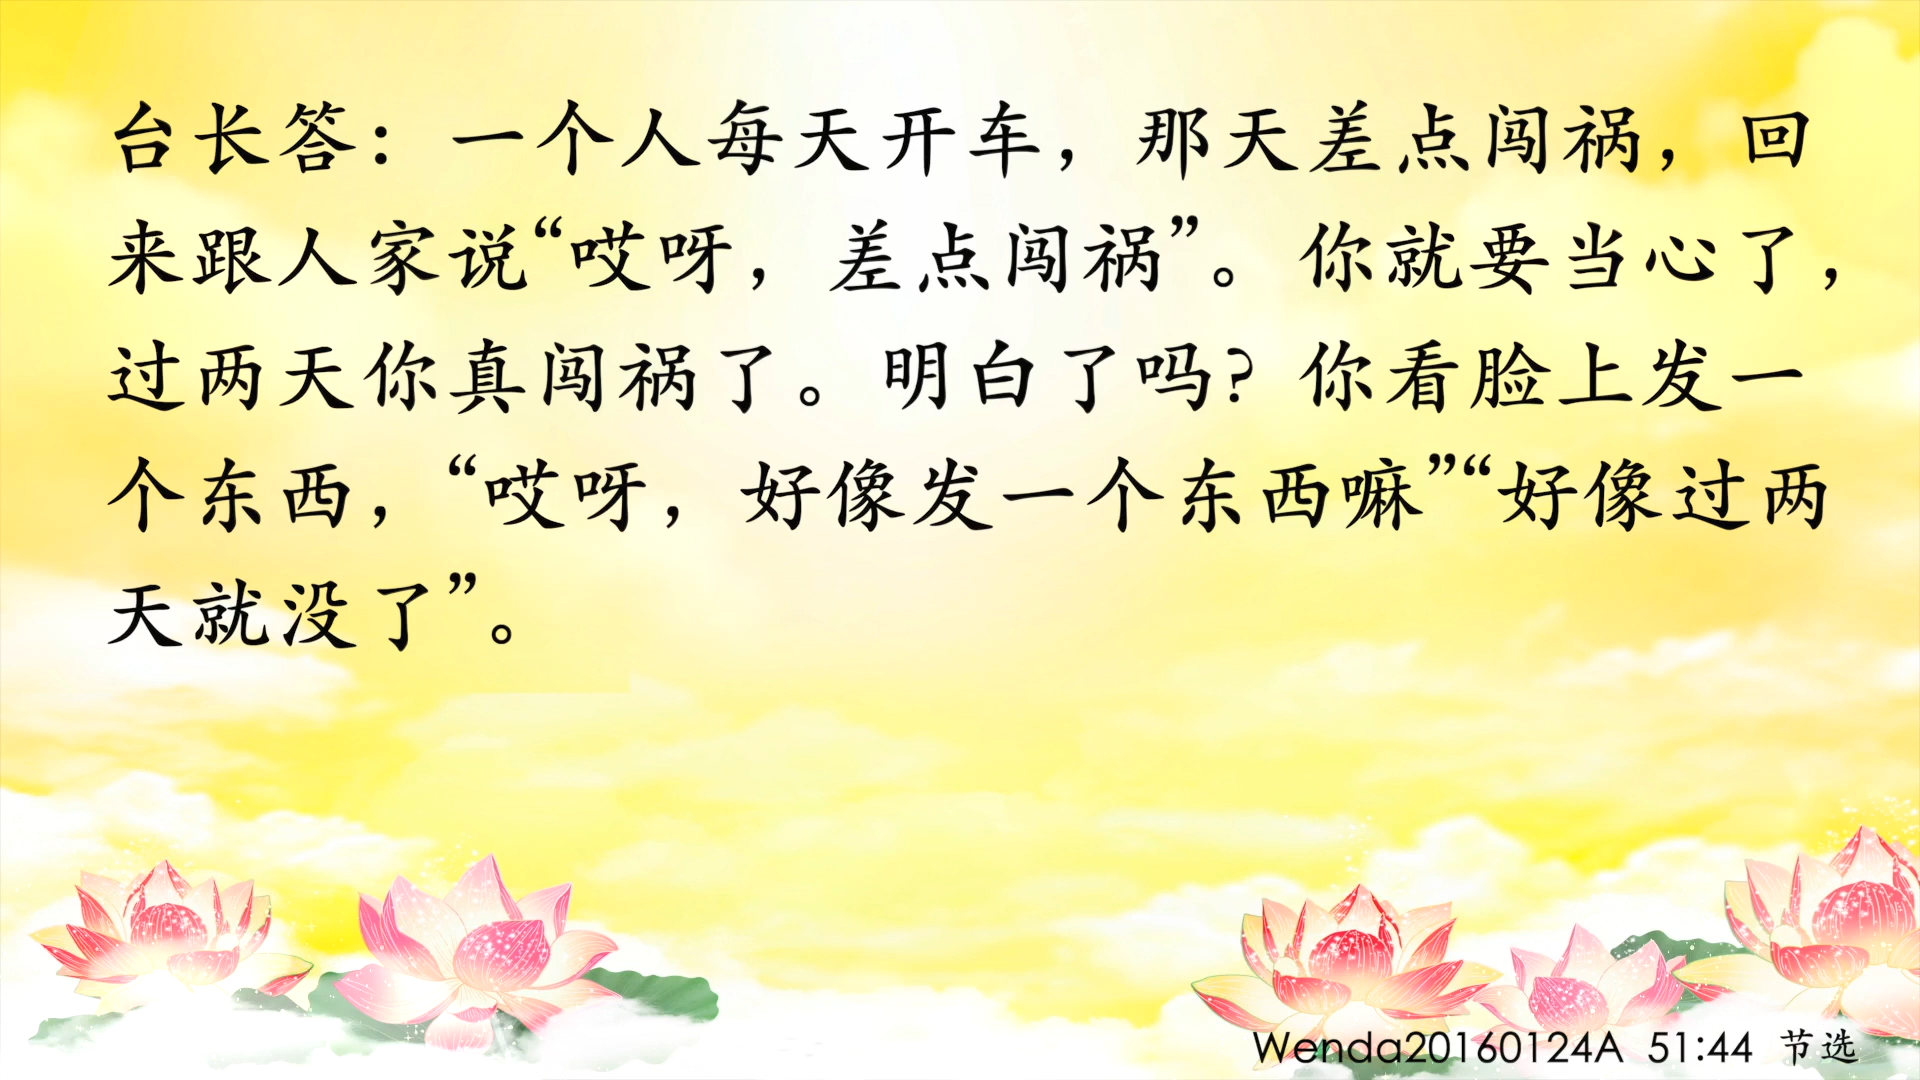 台长答：一个人每天开车，那天差点闯祸，回
来跟人家说“哎呀，差点闯祸”。你就要当心了，
过两天你真闯祸了。明白了吗？你看脸上发一
个东西，“哎呀，好像发一个东西嘛”“好像过两
天就没了”。
Wenda20160124A 51:44 节选